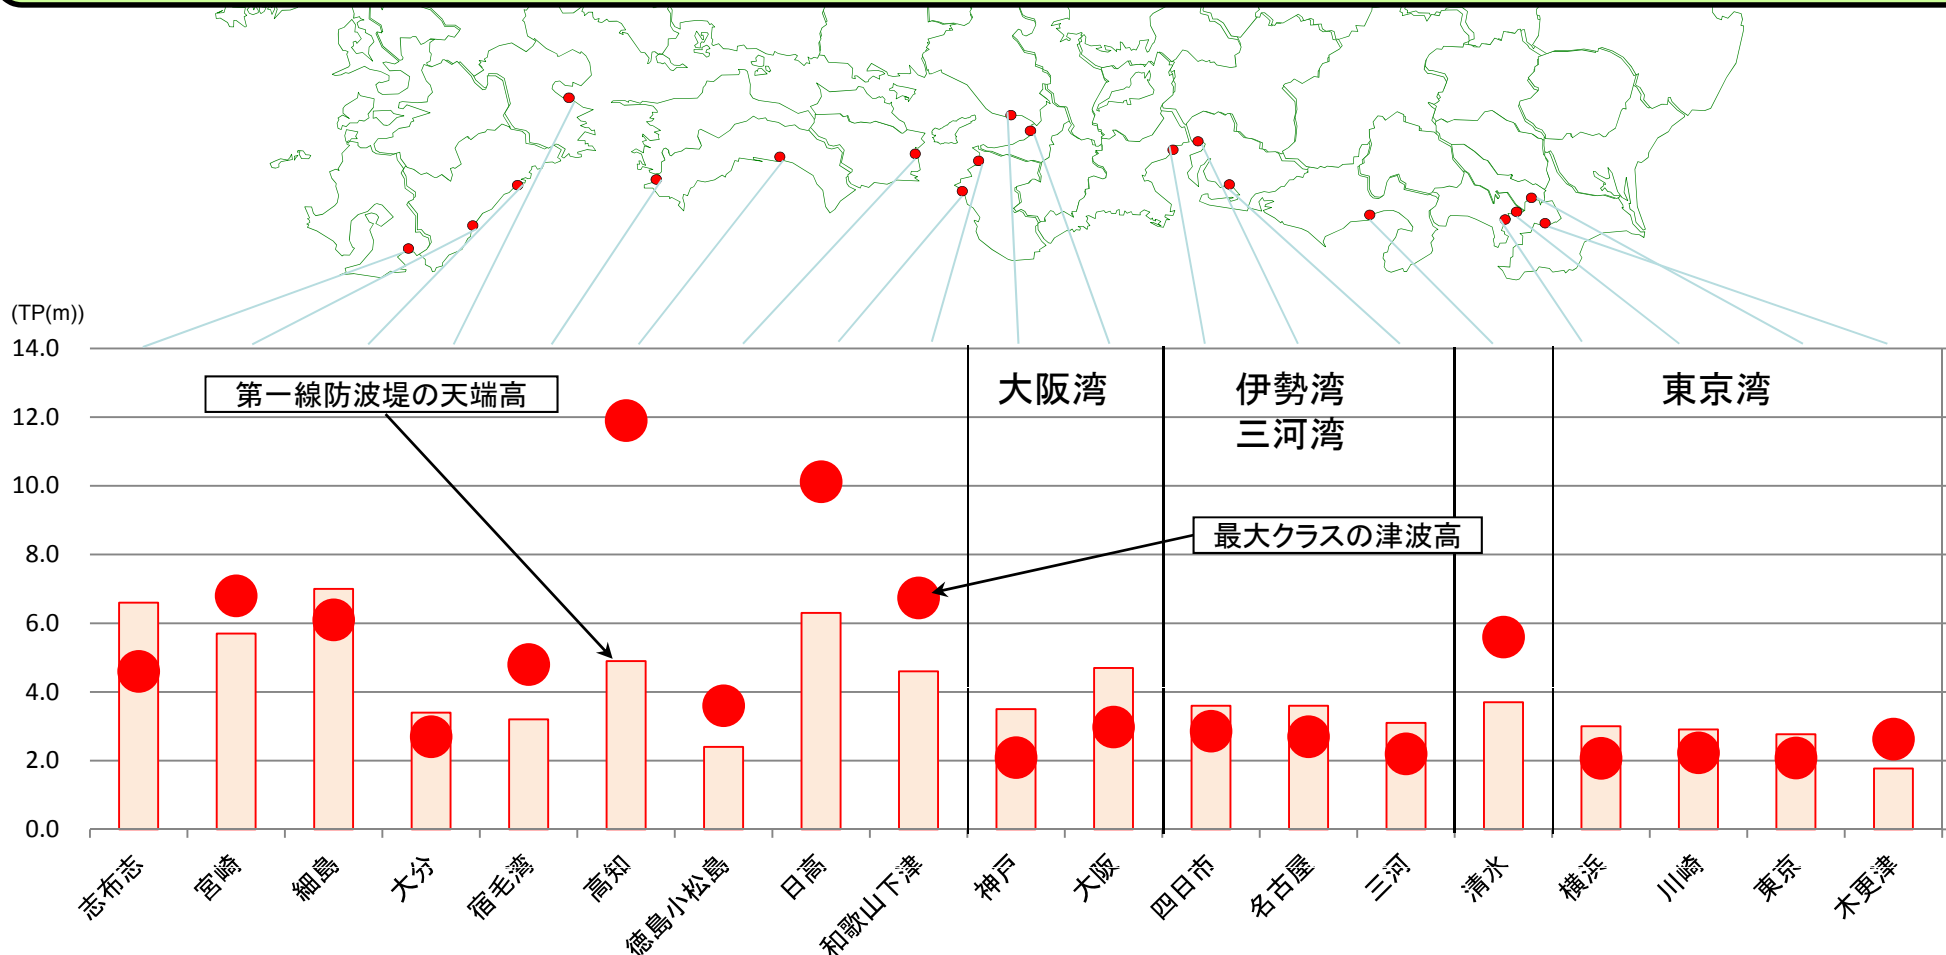 (TP(m))
14.0
12.0
10.0
8.0
6.0
4.0
2.0
0.0
第一線防波堤の天端高
大阪湾
伊勢湾
三河湾
東京湾
最大クラスの津波高
志布志
宮崎
細島
大分
宿毛湾
高知
徳島小松島
日高
和歌山下津
神戸
大阪
四日市
名古屋
三河
清水
横浜
川崎
東京
木更津